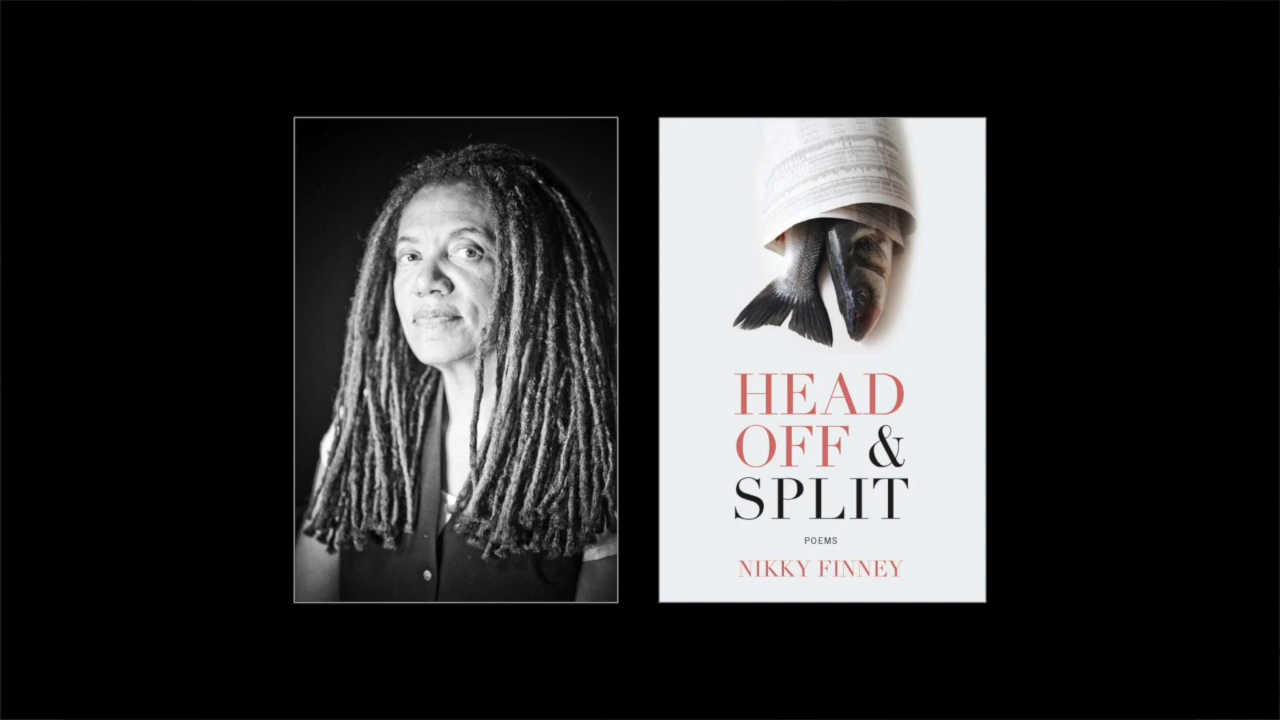 HEAD
OFF &
SPLIT
POEMS
NIKKY FINNEY